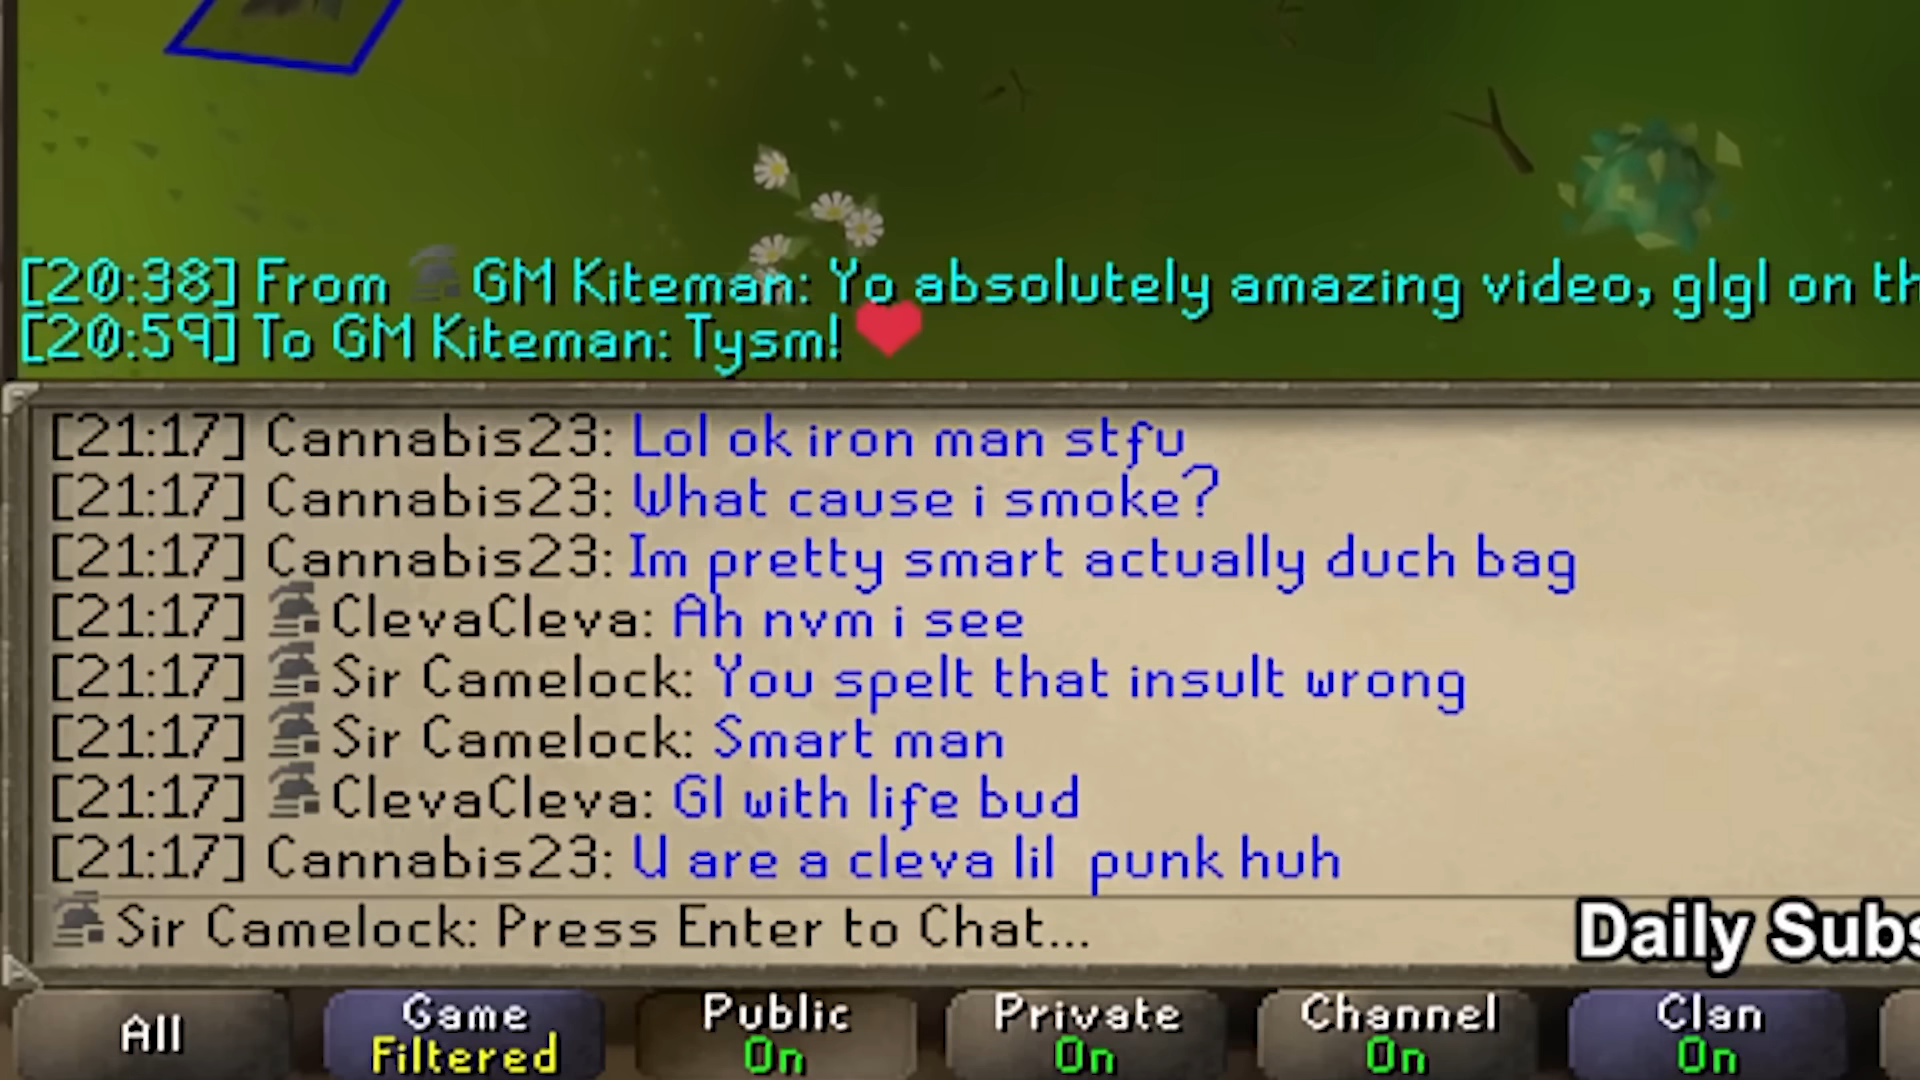 [20:38] From GM Kiteman: Yo absolutely amazing video, glgl on
[20:59] To GM Kiteman: Tysm!
[21:17] Cannabis23: Lol ok iron man stfu
[21:17] Cannabis23: What cause i smoke?
[21:17] Cannabis23: Im pretty smart actually duch bag
[21:17] ClevaCleva: Ah nvm i see
[21:17] Sir Camelock: You spelt that insult wrong
[21:17] Sir Camelock: Smart man
[21:17] ClevaCleva: Gl with life bud
[21:17] Cannabis23: U are a cleva lil punk huh
Sir Camelock: Press Enter to Chat...
Daily Subs
All
Game
Filtered
Public
On
Private
On
Channel
On
Clan
On